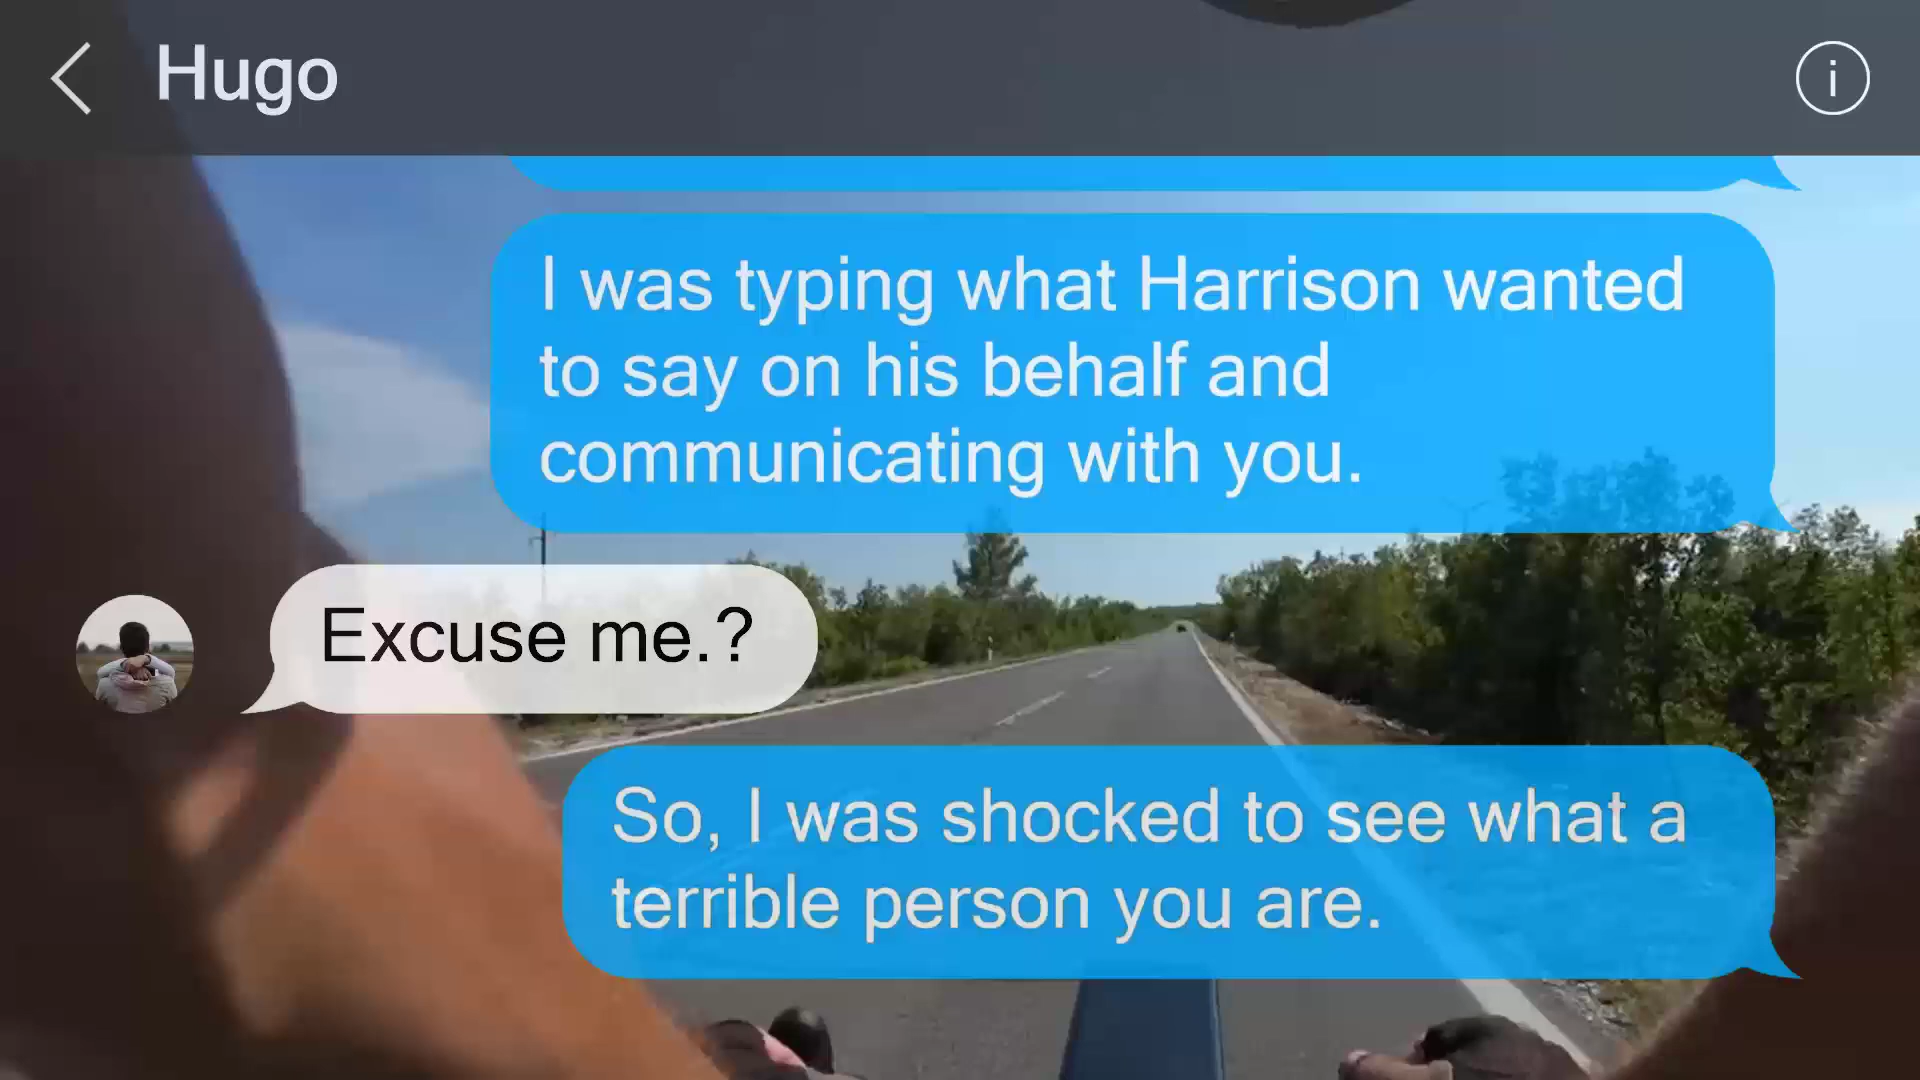 Hugo
I was typing what Harrison wanted
to say on his behalf and
communicating with you.
Excuse me.?
So, I was shocked to see what a
terrible person you are.